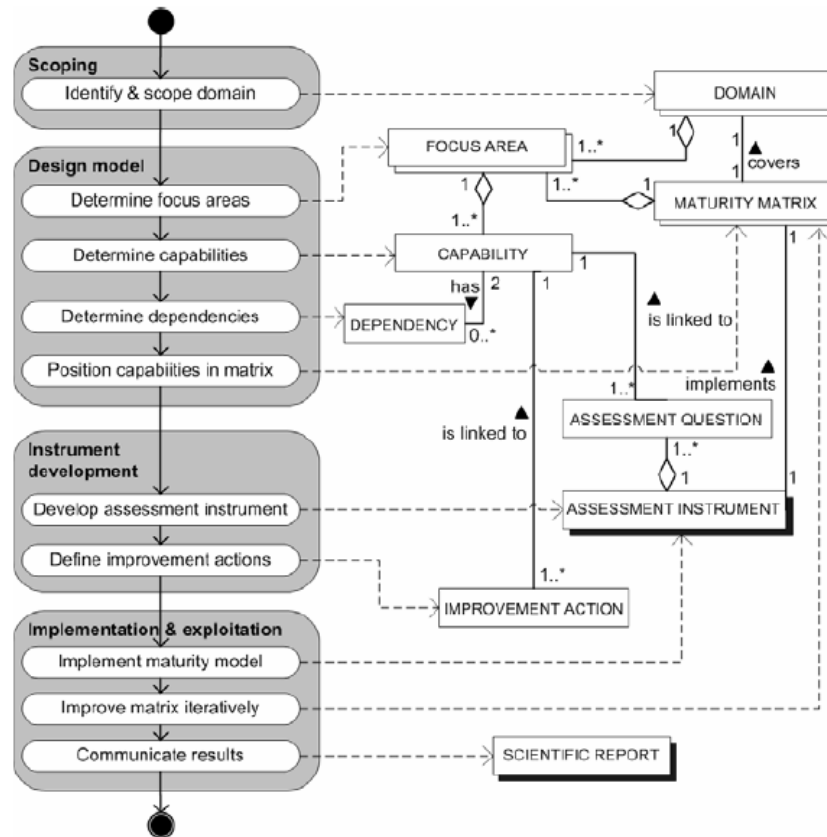 Scoping
Identify & scope domain
DOMAIN
1
1
FOCUS AREA
1..*
▲
covers
Design model
1
1..*
1
1
Determine focus areas
MATURITY MATRIX
1..*
1
Determine capabilities
CAPABILITY
1
has
2
1
▲
▼
is linked to
Determine dependencies
DEPENDENCY
0..*
Position capabiities in matrix
▲
1..*
implements
▲
ASSESSMENT QUESTION
is linked to
Instrument
development
1..*
1
1
Develop assessment instrument
ASSESSMENT INSTRUMENT
Define improvement actions
1..*
IMPROVEMENT ACTION
Implementation & exploitation
Implement maturity model
Improve matrix iteratively
Communicate results
SCIENTIFIC REPORT